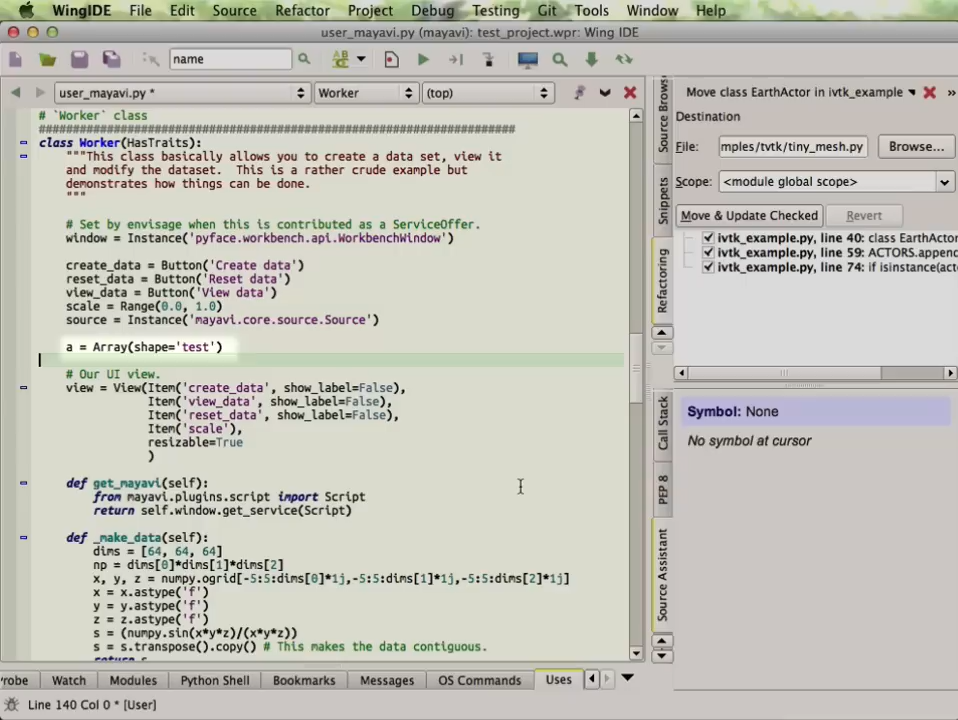 WingIDE File Edit Source Refactor Project Debug Testing Git Tools Window Help
user_mayavi.py (mayavi): test_project.wpr: Wing IDE
name
user_mayavi.py * Worker (top)
# `Worker` class
######################################################################
class Worker(HasTraits):
"""This class basically allows you to create a data set, view it
and modify the dataset. This is a rather crude example but
demonstrates how things can be done.
"""
# Set by envisage when this is contributed as a ServiceOffer.
window = Instance('pyface.workbench.api.WorkbenchWindow')
create_data = Button('Create data')
reset_data = Button('Reset data')
view_data = Button('View data')
scale = Range(0.0, 1.0)
source = Instance('mayavi.core.source.Source')
a = Array(shape='test')
# Our UI view.
view = View(Item('create_data', show_label=False),
Item('view_data', show_label=False),
Item('reset_data', show_label=False),
Item('scale'),
resizable=True
)
def get_mayavi(self):
from mayavi.plugins.script import Script
return self.window.get_service(Script)
def _make_data(self):
dims = [64, 64, 64]
np = dims[0]*dims[1]*dims[2]
x, y, z = numpy.ogrid[-5:5:dims[0]*1j,-5:5:dims[1]*1j,-5:5:dims[2]*1j]
x = x.astype('f')
y = y.astype('f')
z = z.astype('f')
s = (numpy.sin(x*y*z)/(x*y*z))
s = s.transpose().copy() # This makes the data contiguous.
return s
Source Brows
Snippets
Refactoring
Move class EarthActor in ivtk_example
Destination
File: mples/tvtk/tiny_mesh.py Browse...
Scope: <module global scope>
Move & Update Checked Revert
ivtk_example.py, line 40: class EarthActor
ivtk_example.py, line 59: ACTORS.append
ivtk_example.py, line 74: if isinstance(act
Call Stack
PEP 8
Source Assistant
Symbol: None
No symbol at cursor
robe Watch Modules Python Shell Bookmarks Messages OS Commands Uses
Line 140 Col 0 * [User]